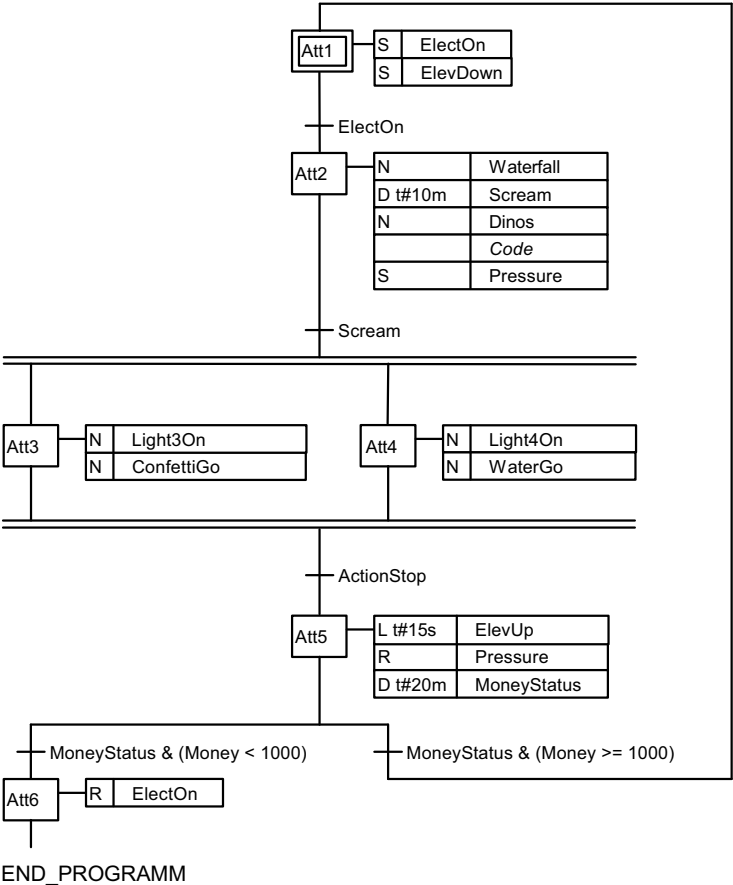 Att1
S ElectOn
S ElevDown
ElectOn
Att2
N Waterfall
D t#10m Scream
N Dinos
Code
S Pressure
Scream
Att3
N Light3On
N ConfettiGo
Att4
N Light4On
N WaterGo
ActionStop
Att5
L t#15s ElevUp
R Pressure
D t#20m MoneyStatus
MoneyStatus & (Money < 1000)
MoneyStatus & (Money >= 1000)
Att6
R ElectOn
END_PROGRAMM